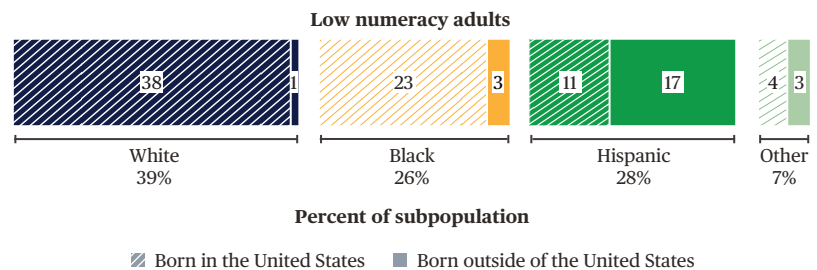 Low numeracy adults
38 1 23 3 11 17 4 3
White Black Hispanic Other
39% 26% 28% 7%
Percent of subpopulation
Born in the United States Born outside of the United States